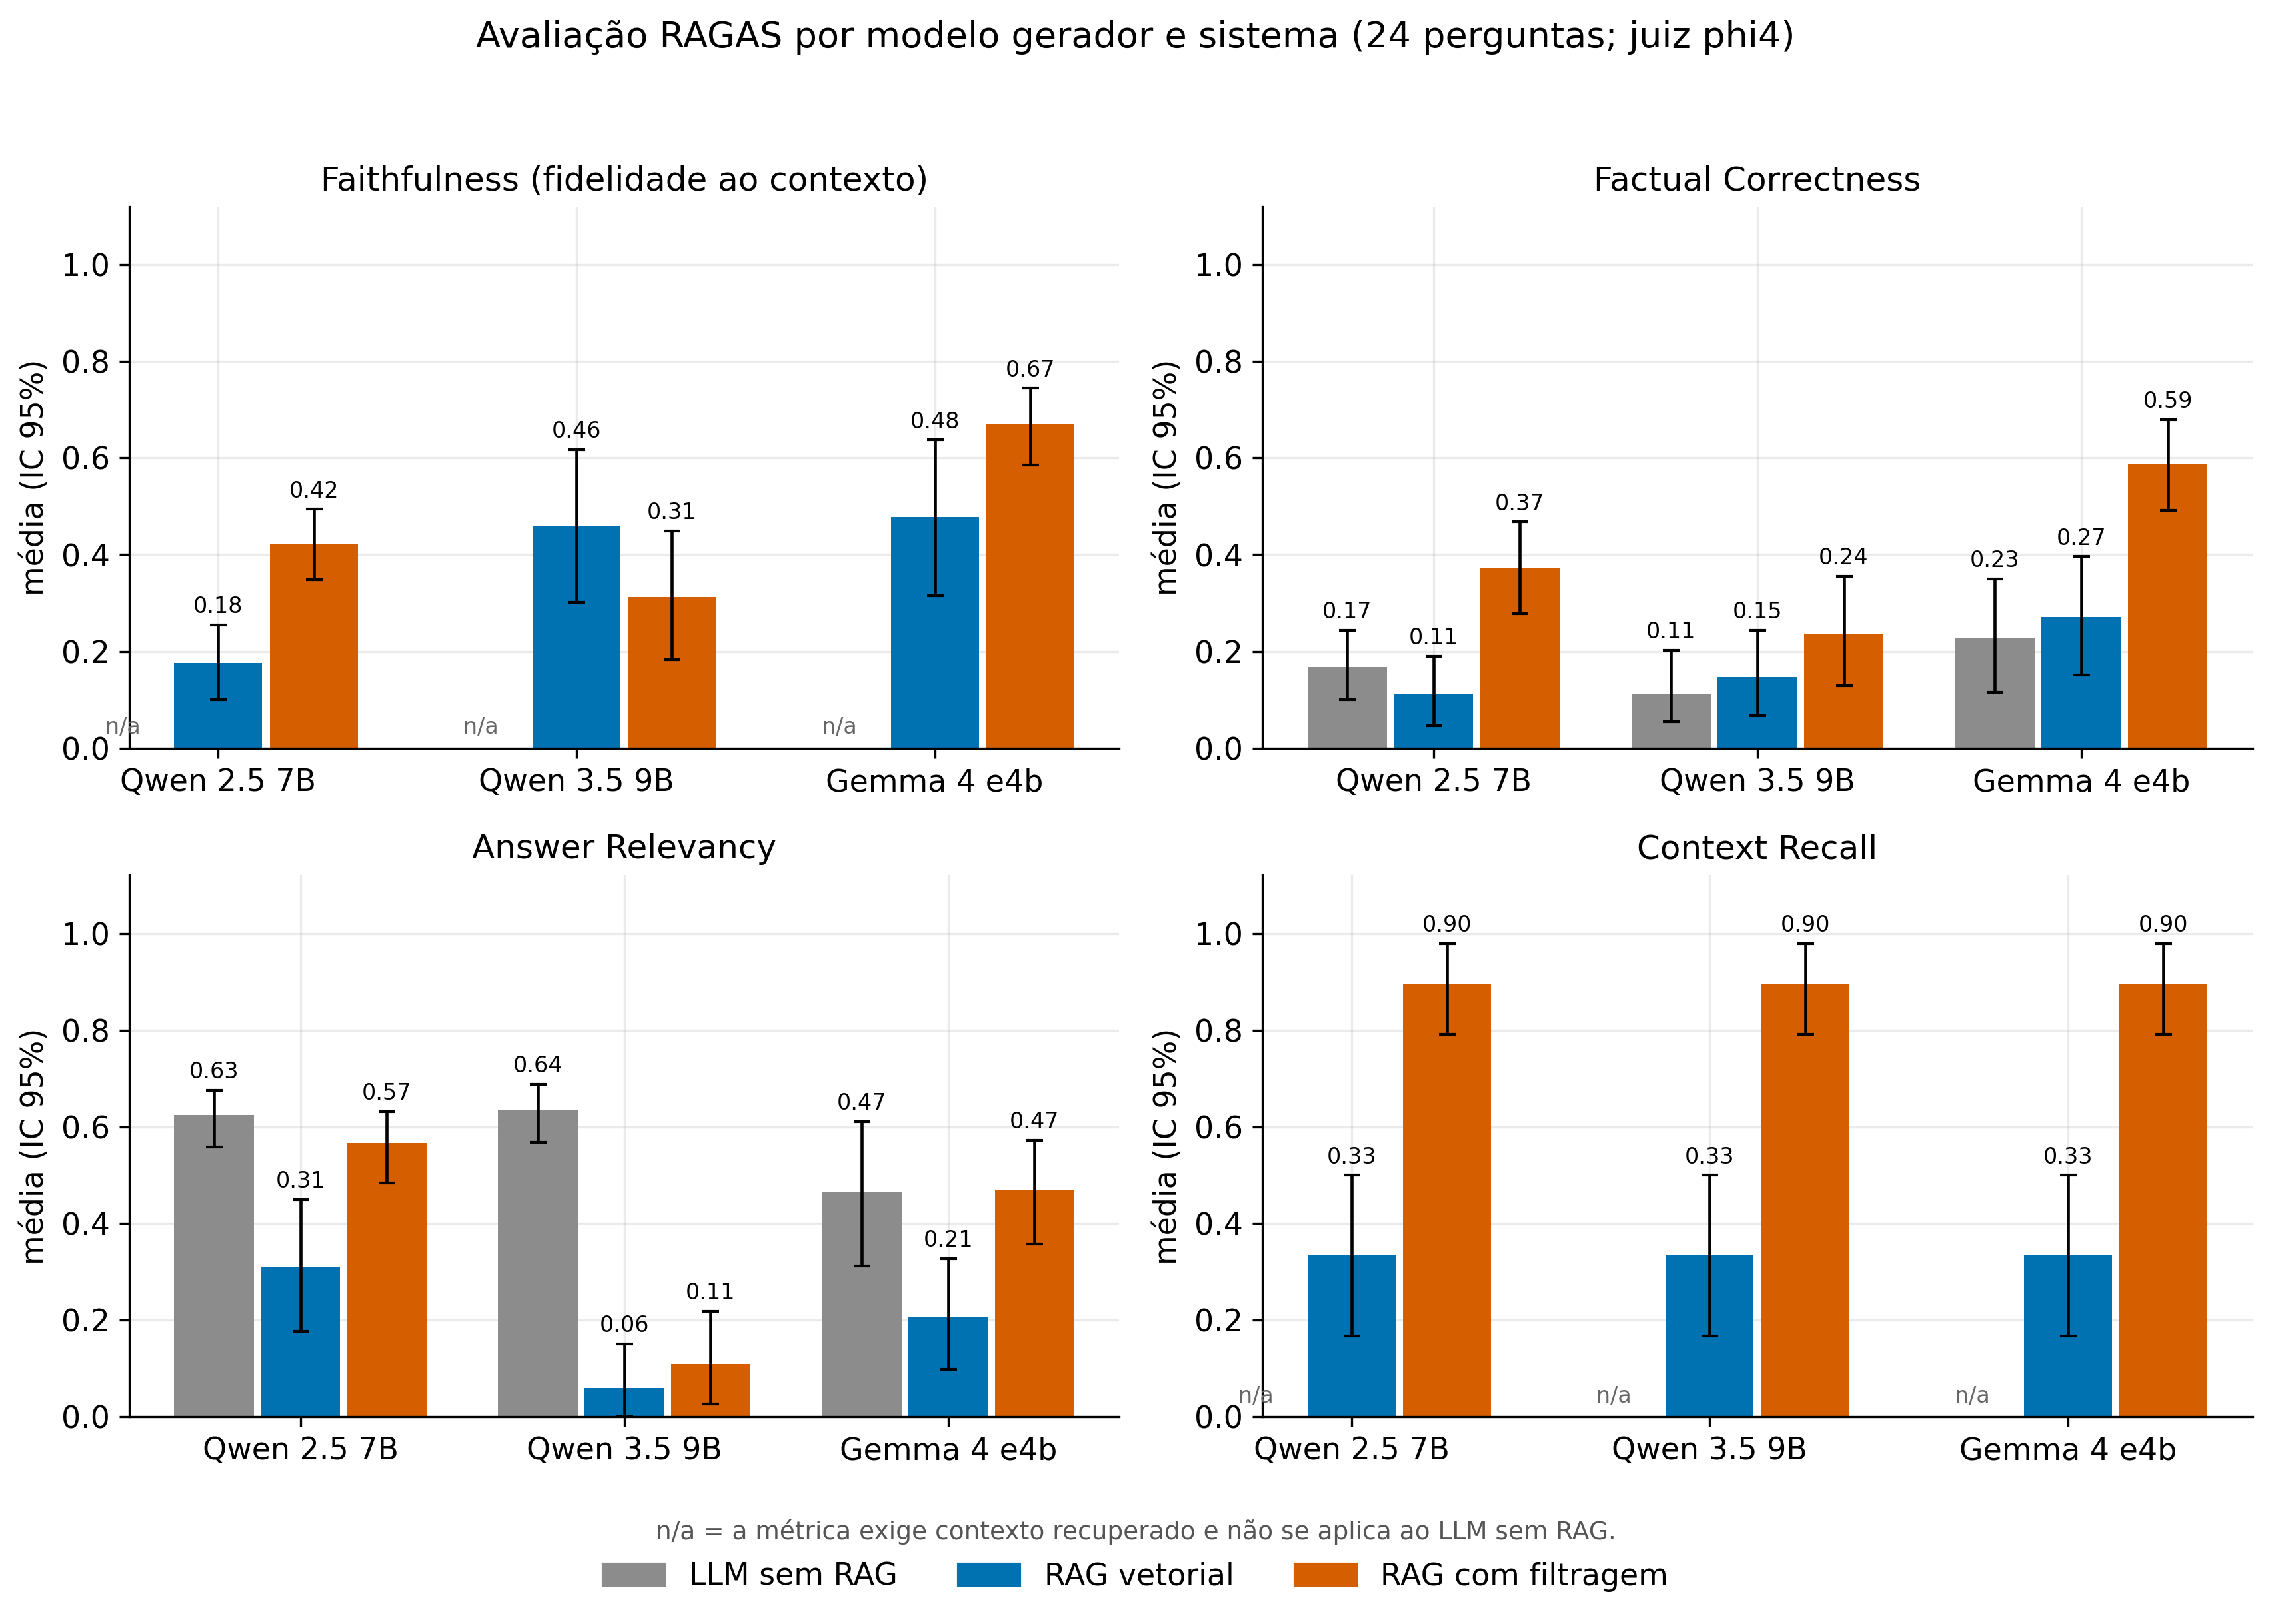 Avaliação RAGAS por modelo gerador e sistema (24 perguntas; juiz phi4)
Faithfulness (fidelidade ao contexto)
média (IC 95%)
1.0
0.8
0.6
0.4
0.2
0.0
n/a
0.18
0.42
n/a
0.46
0.31
n/a
0.48
0.67
Qwen 2.5 7B
Qwen 3.5 9B
Gemma 4 e4b
Factual Correctness
média (IC 95%)
1.0
0.8
0.6
0.4
0.2
0.0
0.17
0.11
0.37
0.11
0.15
0.24
0.23
0.27
0.59
Qwen 2.5 7B
Qwen 3.5 9B
Gemma 4 e4b
Answer Relevancy
média (IC 95%)
1.0
0.8
0.6
0.4
0.2
0.0
0.63
0.31
0.57
0.64
0.06
0.11
0.47
0.21
0.47
Qwen 2.5 7B
Qwen 3.5 9B
Gemma 4 e4b
Context Recall
média (IC 95%)
1.0
0.8
0.6
0.4
0.2
0.0
n/a
0.33
0.90
n/a
0.33
0.90
n/a
0.33
0.90
Qwen 2.5 7B
Qwen 3.5 9B
Gemma 4 e4b
n/a = a métrica exige contexto recuperado e não se aplica ao LLM sem RAG.
LLM sem RAG
RAG vetorial
RAG com filtragem